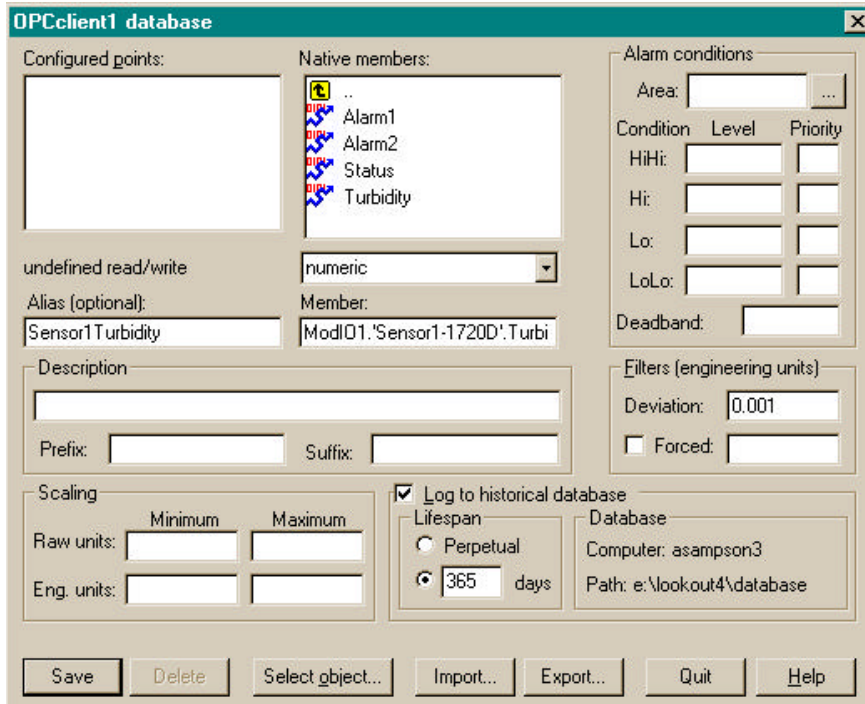 OPCclient1 database
Configured points:
Native members:
..
Alarm1
Alarm2
Status
Turbidity
undefined read/write
numeric
Alias (optional):
Sensor1Turbidity
Member:
ModIO1.'Sensor1-1720D'.Turbi
Description
Prefix:
Suffix:
Scaling
Minimum Maximum
Raw units:
Eng. units:
Alarm conditions
Area:
...
Condition Level Priority
HiHi:
Hi:
Lo:
LoLo:
Deadband:
Filters (engineering units)
Deviation: 0.001
Forced:
Log to historical database
Lifespan
Perpetual
365 days
Database
Computer: asampson3
Path: e:\lookout4\database
Save Delete Select object... Import... Export... Quit Help